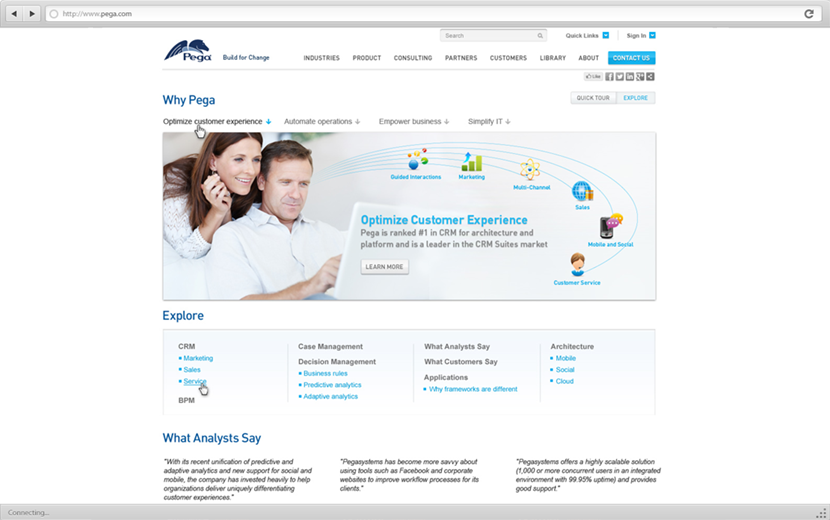 http://www.pega.com
Search
Quick Links
Sign In
Pega
Build for Change
INDUSTRIES PRODUCT CONSULTING PARTNERS CUSTOMERS LIBRARY ABOUT CONTACT US
Like
Why Pega
QUICK TOUR EXPLORE
Optimize customer experience Automate operations Empower business Simplify IT
Guided Interactions
Marketing
Multi-Channel
Sales
Mobile and Social
Customer Service
Optimize Customer Experience
Pega is ranked #1 in CRM for architecture and
platform and is a leader in the CRM Suites market
LEARN MORE
Explore
CRM
Marketing
Sales
Service
BPM
Case Management
Decision Management
Business rules
Predictive analytics
Adaptive analytics
What Analysts Say
What Customers Say
Applications
Why frameworks are different
Architecture
Mobile
Social
Cloud
What Analysts Say
"With its recent unification of predictive and
adaptive analytics and new support for social and
mobile, the company has invested heavily to help
organizations deliver uniquely differentiating
customer experiences."
"Pegasystems has become more savvy about
using tools such as Facebook and corporate
websites to improve workflow processes for its
clients."
"Pegasystems offers a highly scalable solution
(1,000 or more concurrent users in an integrated
environment with 99.95% uptime) and provides
good support."
Connecting...